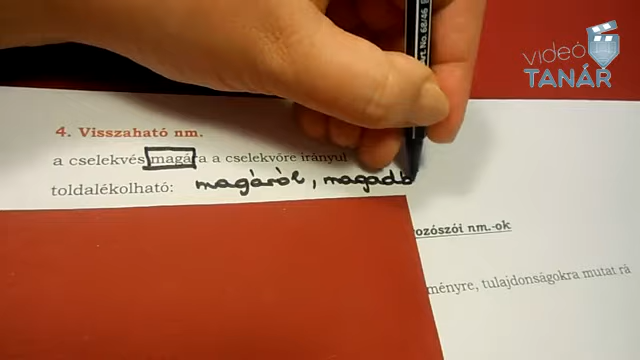 videó
TANÁR
4. Visszaható nm.
a cselekvés magára a cselekvőre irányul
toldalékolható: magáról, magadb
ozószói nm.-ok
ményre, tulajdonságokra mutat rá